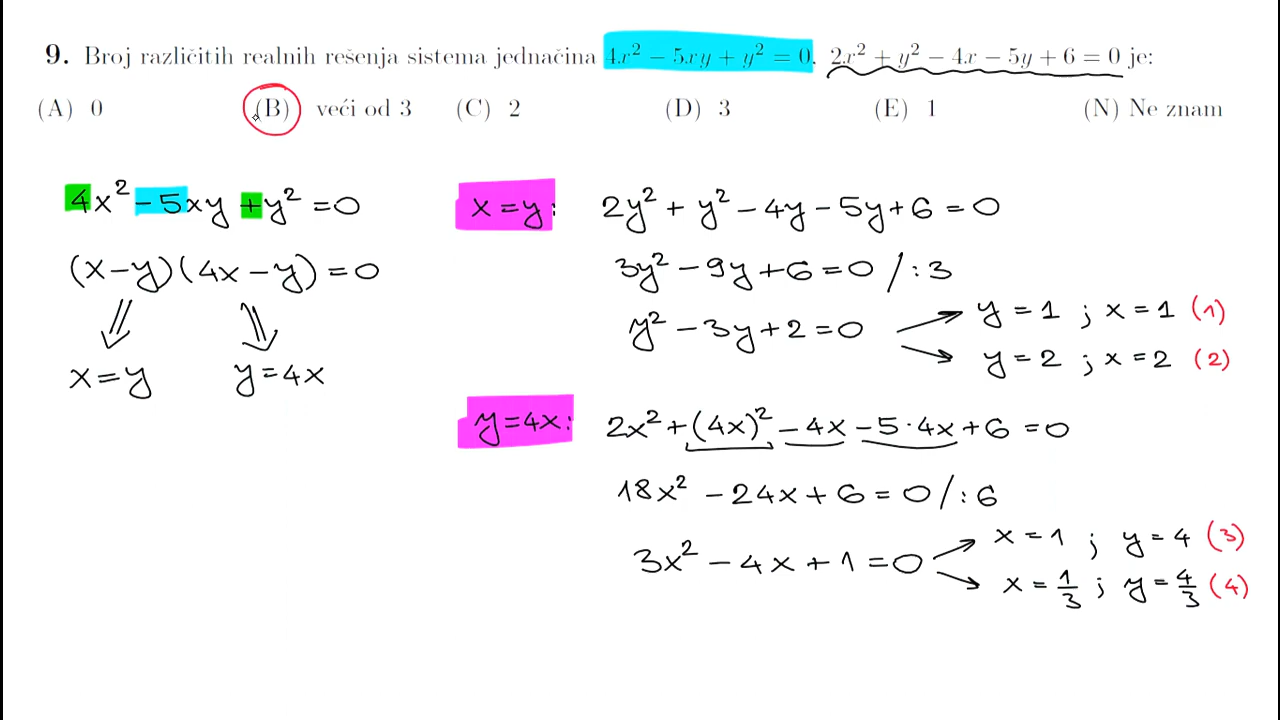 9. Broj različitih realnih rešenja sistema jednačina 4x² − 5xy + y² = 0, 2x² + y² − 4x − 5y + 6 = 0 je:
(A) 0 (B) veći od 3 (C) 2 (D) 3 (E) 1 (N) Ne znam
4x² − 5xy + y² = 0
(x − y)(4x − y) = 0
⇓ ⇓
x = y y = 4x
x = y: 2y² + y² − 4y − 5y + 6 = 0
3y² − 9y + 6 = 0 /:3
y² − 3y + 2 = 0
→ y = 1 ; x = 1 (1)
→ y = 2 ; x = 2 (2)
y = 4x: 2x² + (4x)² − 4x − 5·4x + 6 = 0
18x² − 24x + 6 = 0 /:6
3x² − 4x + 1 = 0
→ x = 1 ; y = 4 (3)
→ x = 1/3 ; y = 4/3 (4)